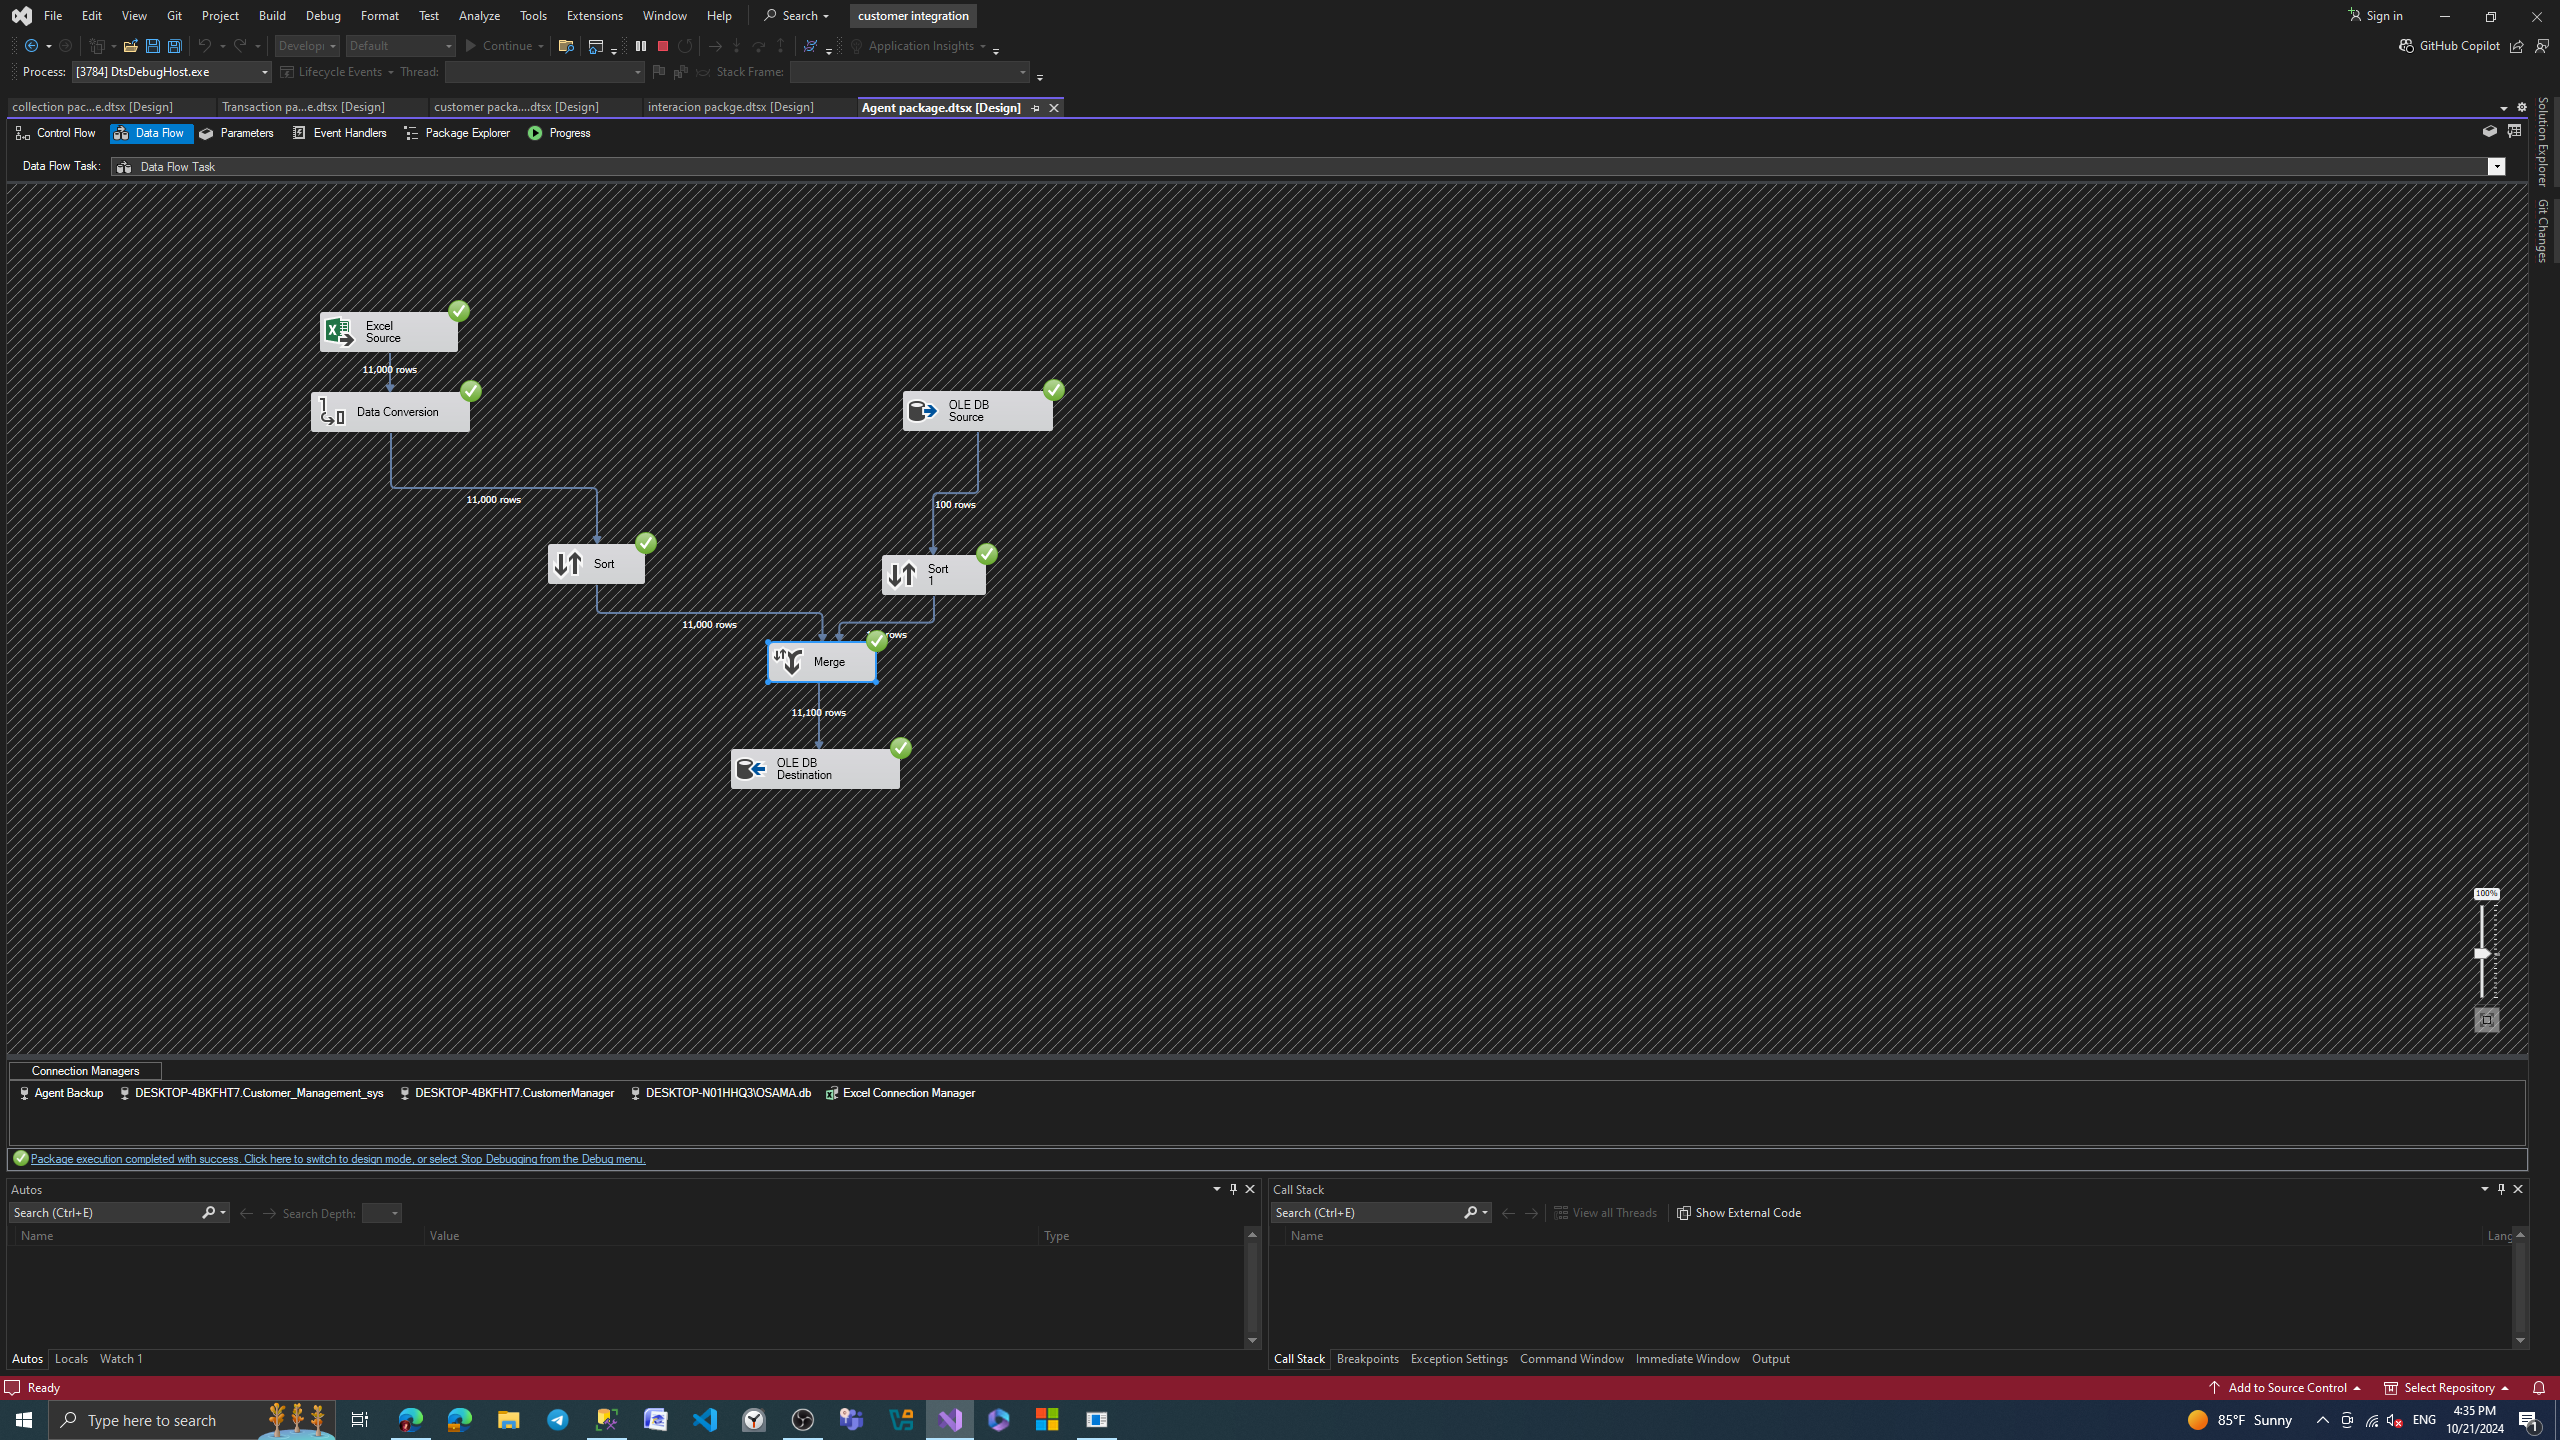 File Edit View Git Project Build Debug Format Test Analyze Tools Extensions Window Help Search customer integration Sign in
Default Continue Application Insights GitHub Copilot
Process: [3784] DtsDebugHost.exe Lifecycle Events Thread: Stack Frame:
collection pac...e.dtsx [Design] Transaction pa...e.dtsx [Design] customer packa....dtsx [Design] interacion packge.dtsx [Design] Agent package.dtsx [Design]
Control Flow Data Flow Parameters Event Handlers Package Explorer Progress
Data Flow Task: Data Flow Task
Solution Explorer
Git Changes
Excel
Source
11,000 rows
Data Conversion
OLE DB
Source
11,000 rows
100 rows
Sort
Sort
1
11,000 rows
rows
Merge
11,100 rows
OLE DB
Destination
100%
Connection Managers
Agent Backup DESKTOP-4BKFHT7.Customer_Management_sys DESKTOP-4BKFHT7.CustomerManager DESKTOP-N01HHQ3\OSAMA.db Excel Connection Manager
Package execution completed with success. Click here to switch to design mode, or select Stop Debugging from the Debug menu.
Autos
Search (Ctrl+E) Search Depth:
Name Value Type
Autos Locals Watch 1
Call Stack
Search (Ctrl+E) View all Threads Show External Code
Name Lang
Call Stack Breakpoints Exception Settings Command Window Immediate Window Output
Ready Add to Source Control Select Repository
Type here to search 85°F Sunny ENG 4:35 PM
10/21/2024
1